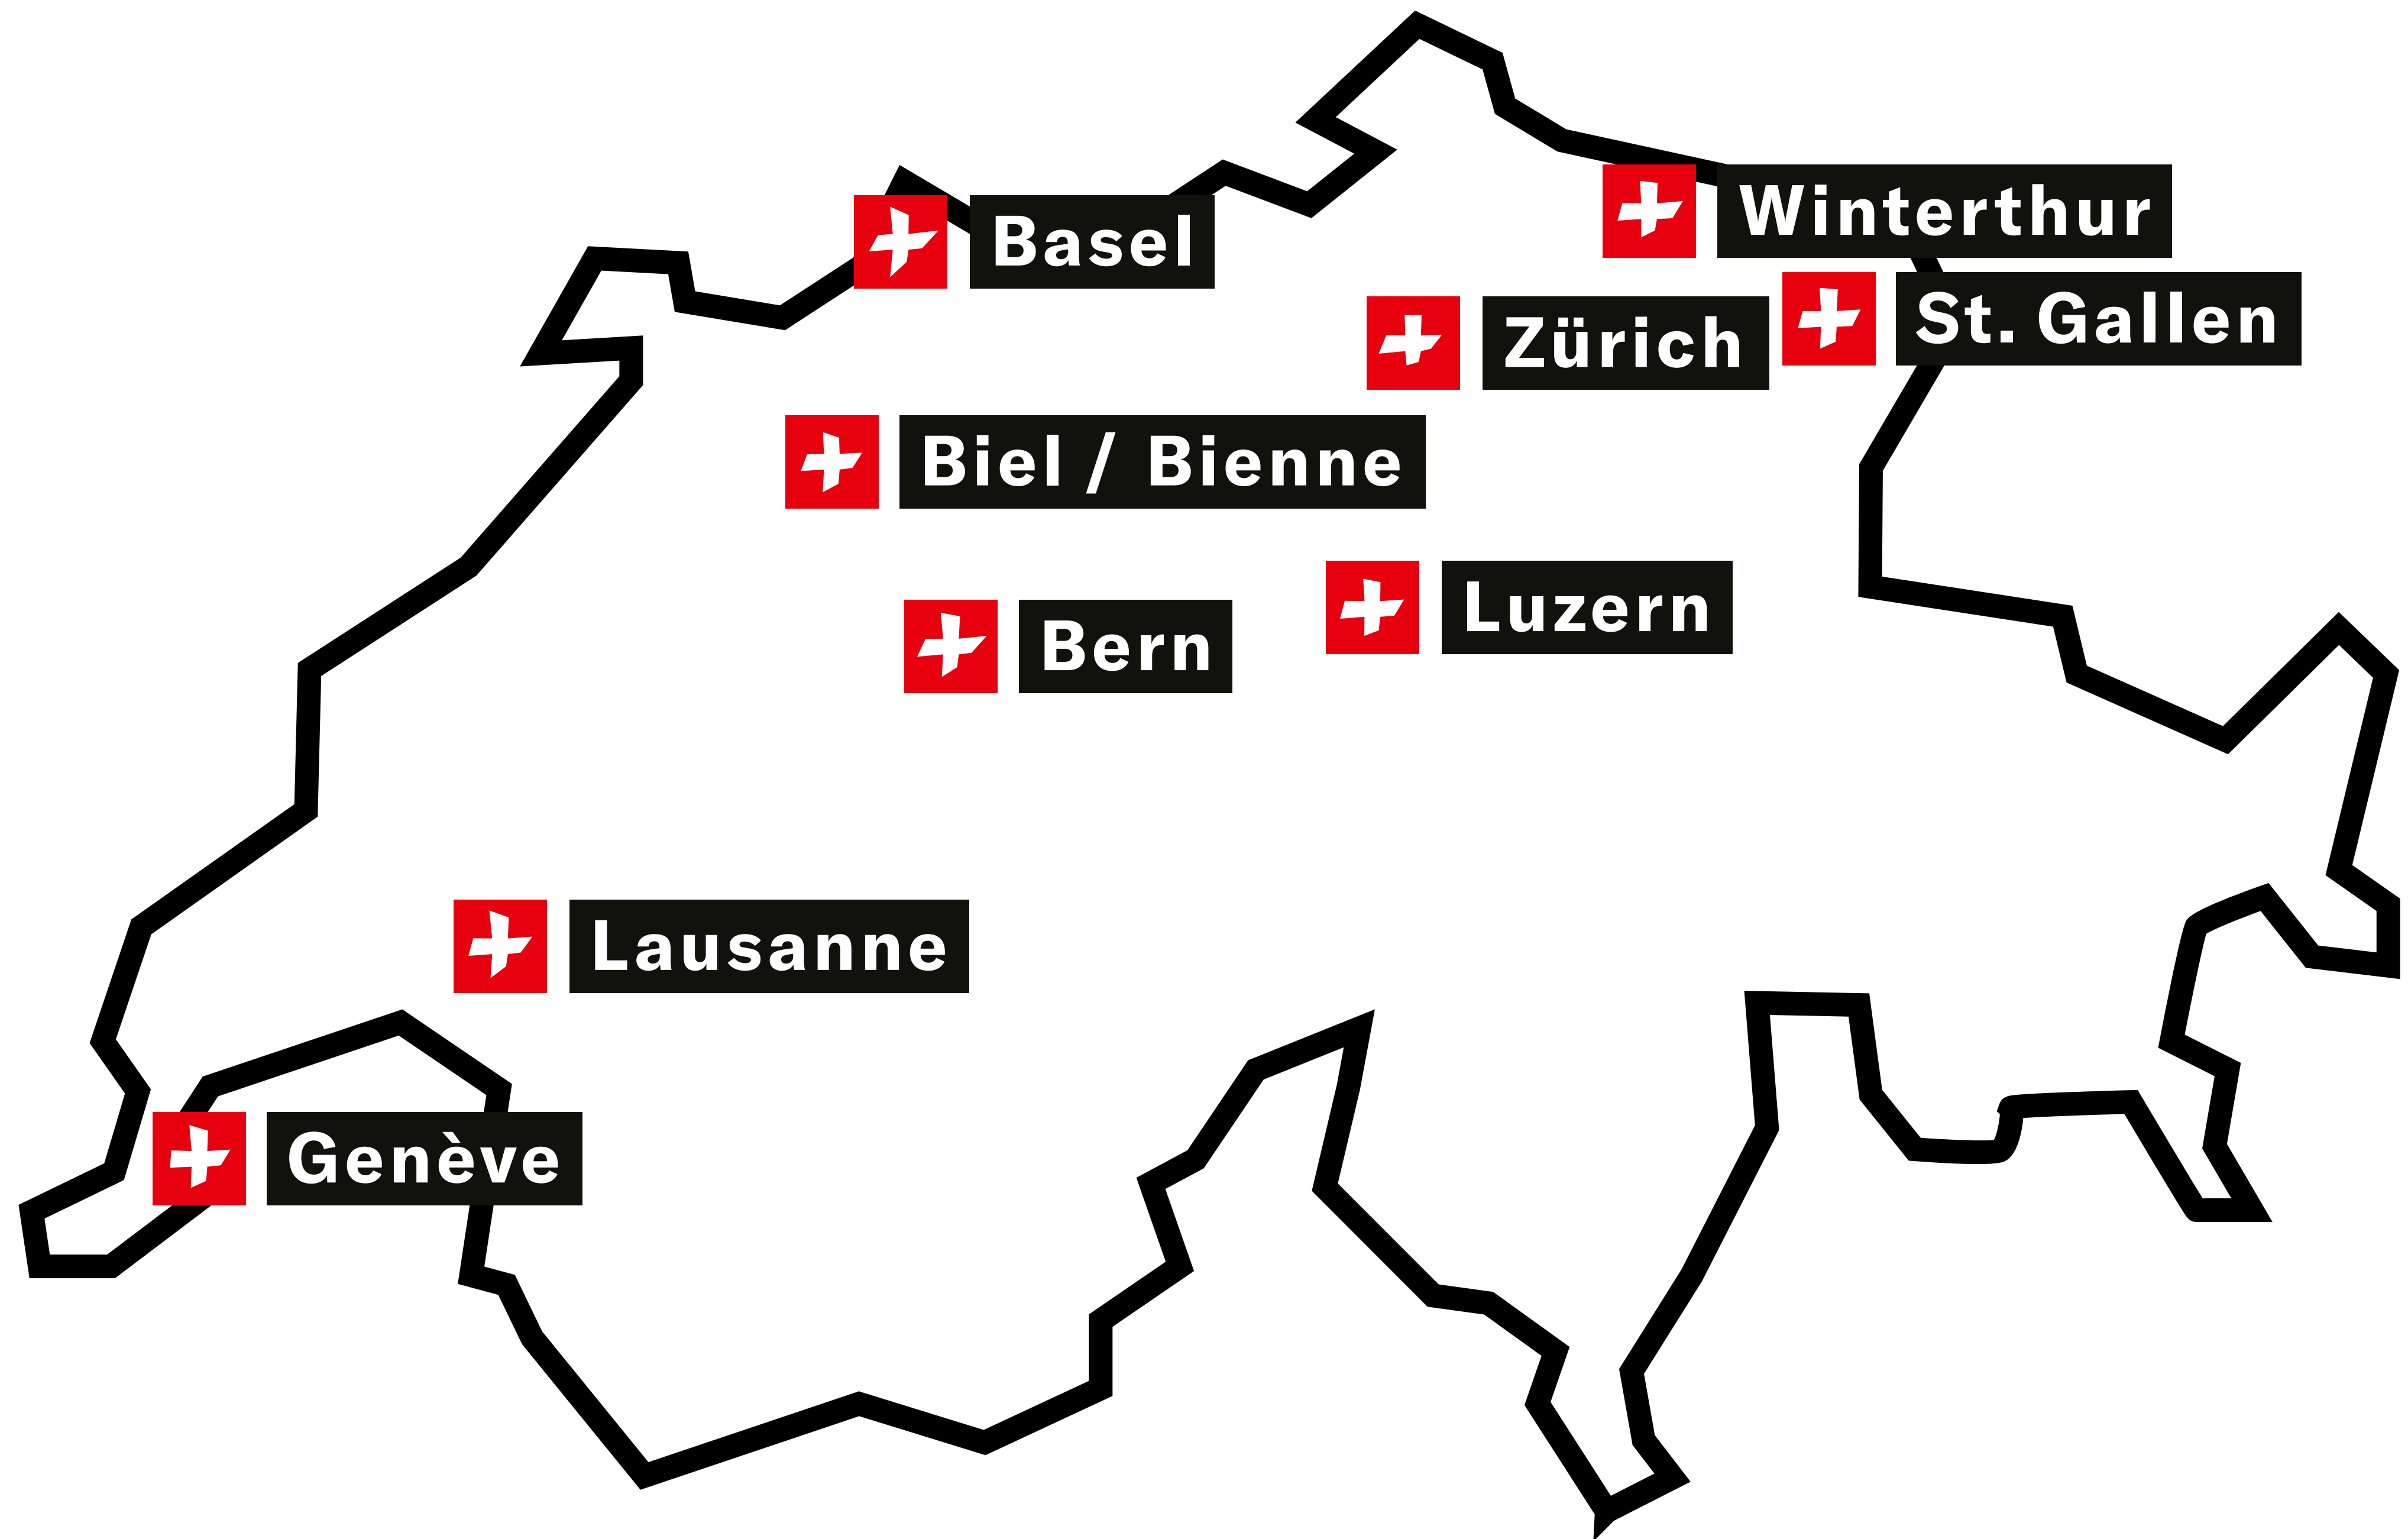 Winterthur
Basel
St. Gallen
Zürich
Biel / Bienne
Luzern
Bern
Lausanne
Genève